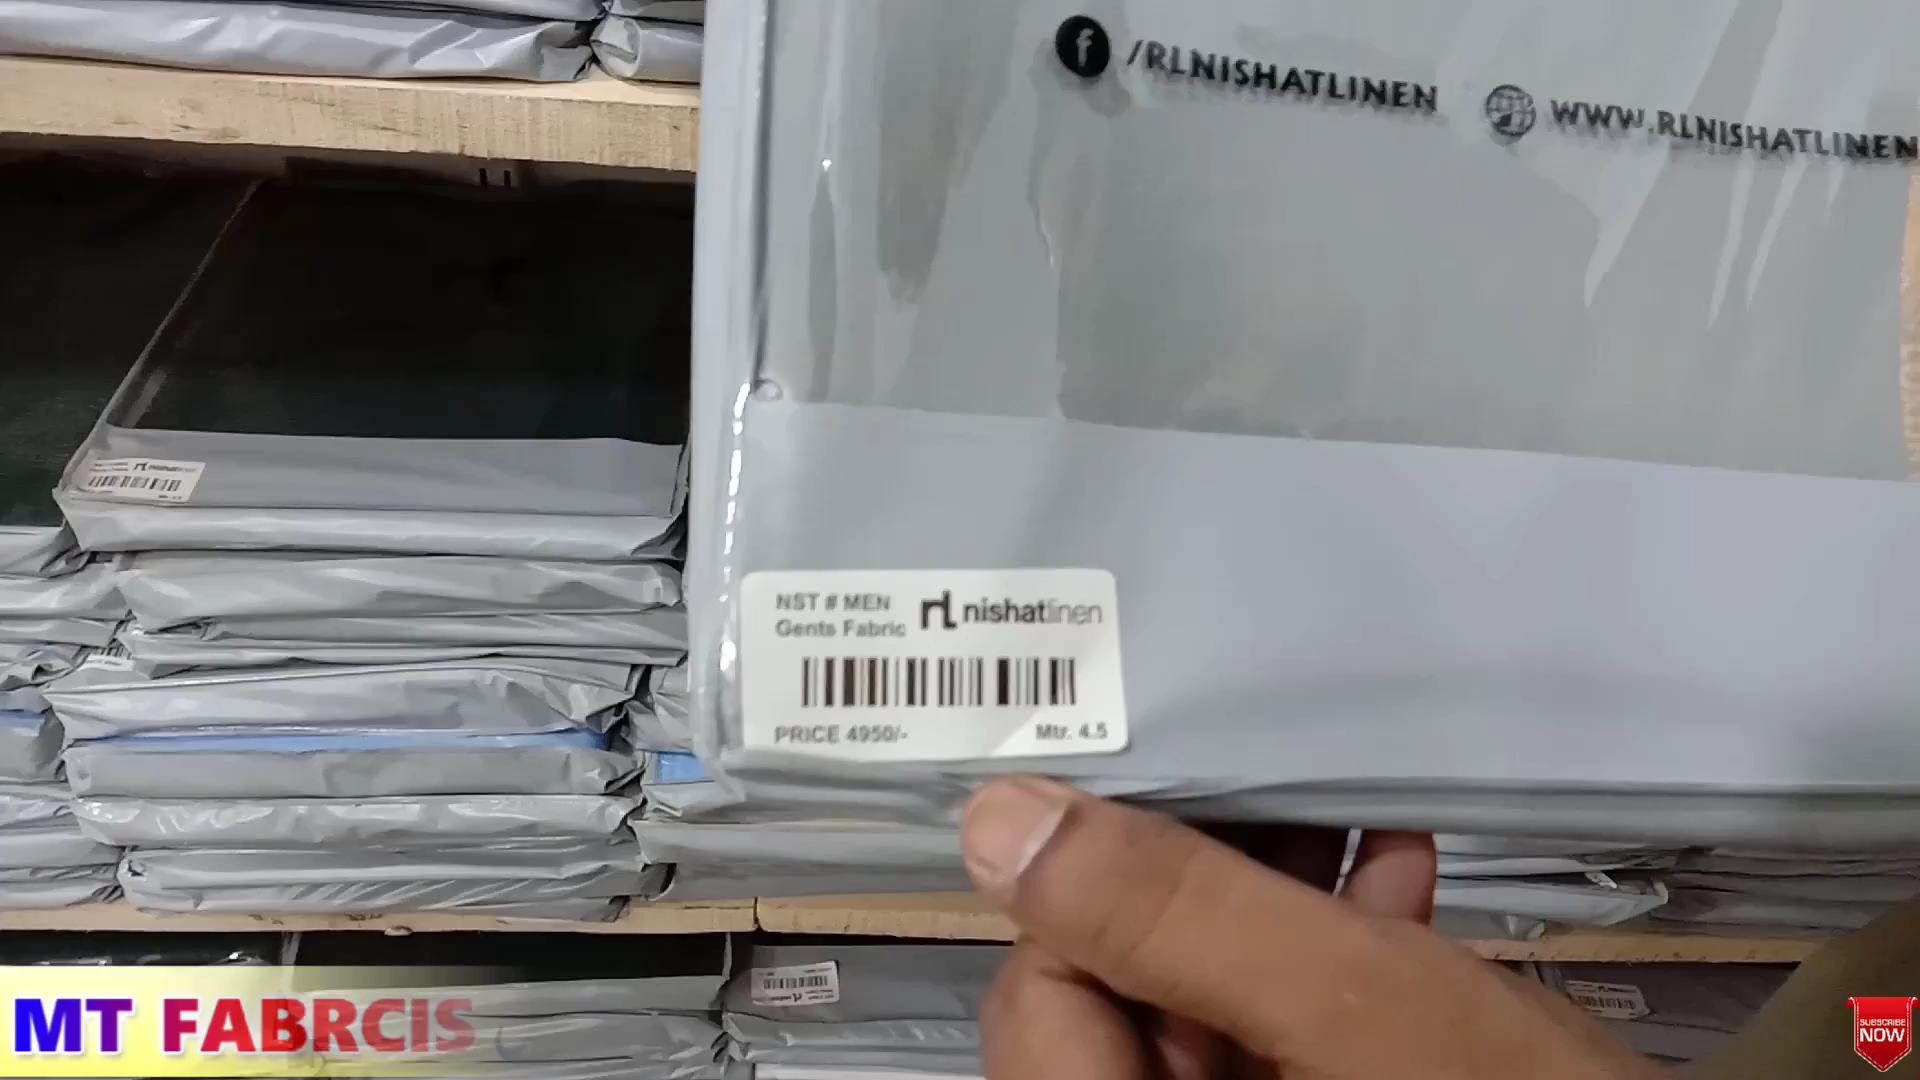 f /RLNISHATLINEN WWW.RLNISHATLINEN
NST # MEN
Gents Fabric
nishatlinen
PRICE 4950/-
Mtr. 4.5
MT FABRCIS
SUBSCRIBE
NOW